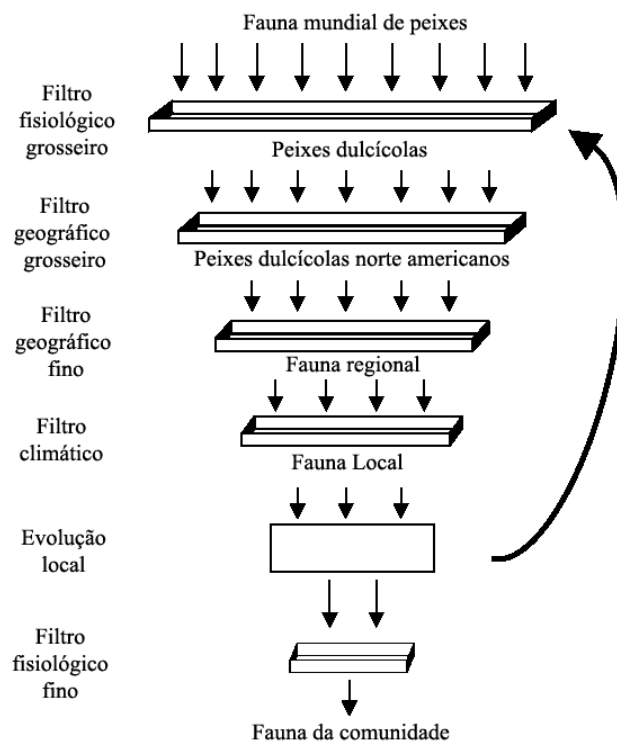 Fauna mundial de peixes
Filtro
fisiológico
grosseiro
Peixes dulcícolas
Filtro
geográfico
grosseiro
Peixes dulcícolas norte americanos
Filtro
geográfico
fino
Fauna regional
Filtro
climático
Fauna Local
Evolução
local
Filtro
fisiológico
fino
Fauna da comunidade